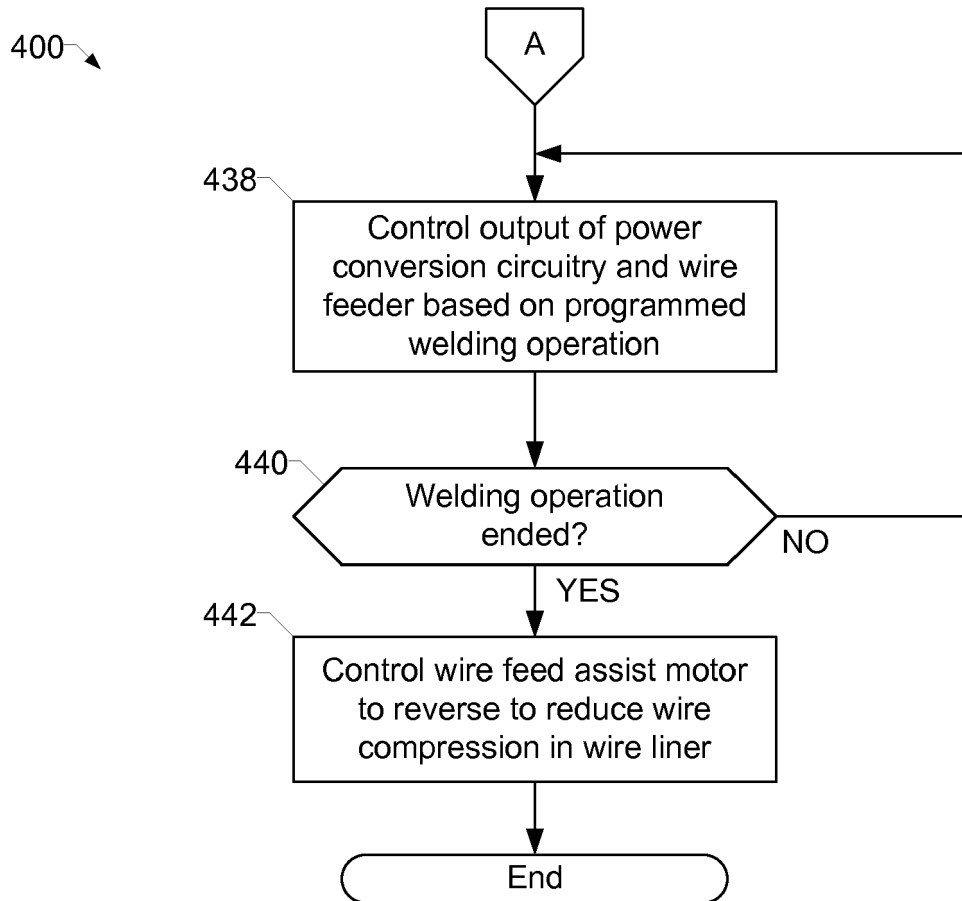 400
A
438
Control output of power
conversion circuitry and wire
feeder based on programmed
welding operation
440
Welding operation
ended?
NO
YES
442
Control wire feed assist motor
to reverse to reduce wire
compression in wire liner
End